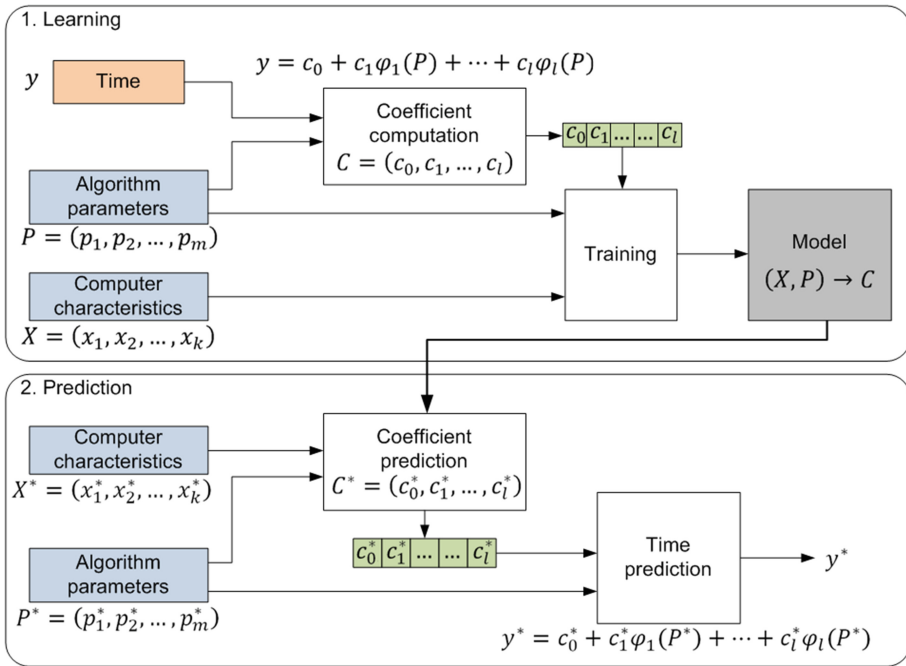 1. Learning
y
Time
y = c₀ + c₁φ₁(P) + ⋯ + cₗφₗ(P)
Coefficient
computation
C = (c₀, c₁, …, cₗ)
c₀ c₁ … … cₗ
Algorithm
parameters
P = (p₁, p₂, …, pₘ)
Training
Model
(X, P) → C
Computer
characteristics
X = (x₁, x₂, …, xₖ)
2. Prediction
Computer
characteristics
X* = (x₁*, x₂*, …, xₖ*)
Coefficient
prediction
C* = (c₀*, c₁*, …, cₗ*)
c₀* c₁* … … cₗ*
Algorithm
parameters
P* = (p₁*, p₂*, …, pₘ*)
Time
prediction
y*
y* = c₀* + c₁*φ₁(P*) + ⋯ + cₗ*φₗ(P*)